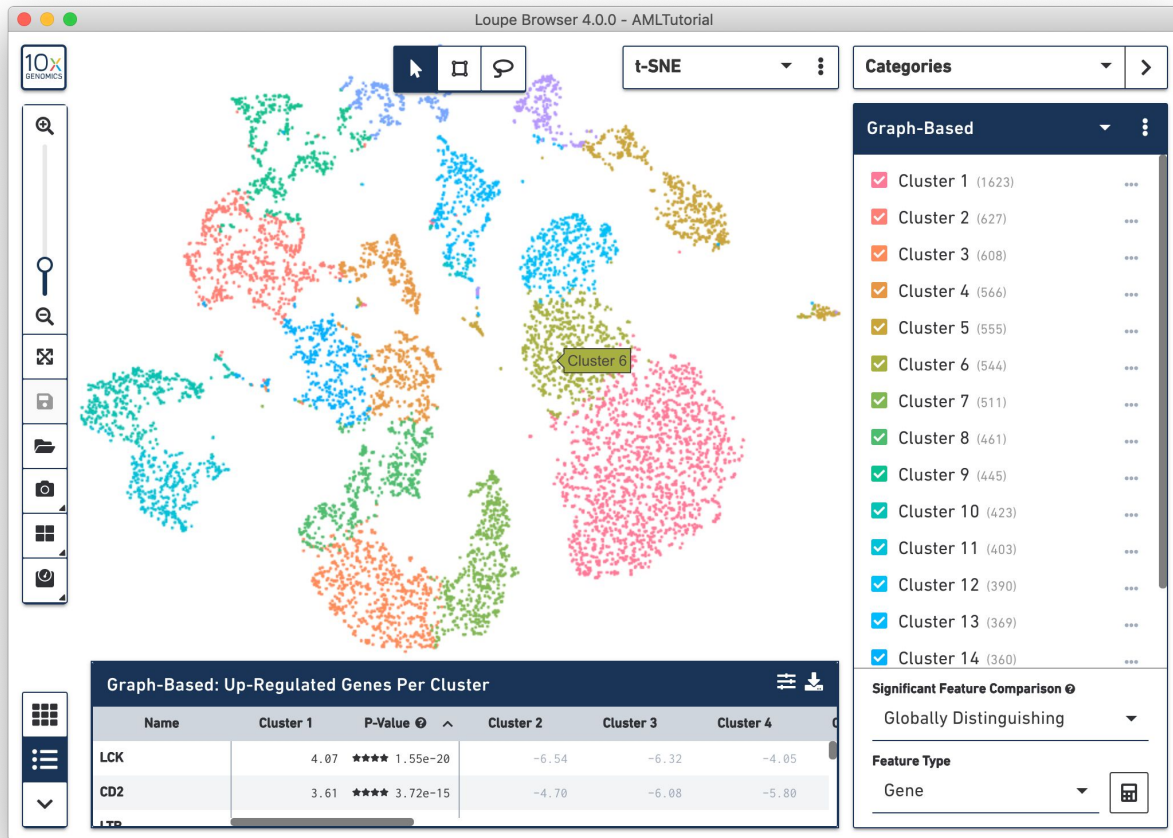 Loupe Browser 4.0.0 - AMLTutorial
10x
GENOMICS
t-SNE
Categories
Graph-Based
Cluster 1 (1623)
Cluster 2 (627)
Cluster 3 (608)
Cluster 4 (566)
Cluster 5 (555)
Cluster 6 (544)
Cluster 7 (511)
Cluster 8 (461)
Cluster 9 (445)
Cluster 10 (423)
Cluster 11 (403)
Cluster 12 (390)
Cluster 13 (369)
Cluster 14 (360)
Cluster 6
Significant Feature Comparison
Globally Distinguishing
Feature Type
Gene
Graph-Based: Up-Regulated Genes Per Cluster
Name Cluster 1 P-Value Cluster 2 Cluster 3 Cluster 4
LCK 4.07 ★★★★ 1.55e-20 -6.54 -6.32 -4.05
CD2 3.61 ★★★★ 3.72e-15 -4.70 -6.08 -5.80
LTB